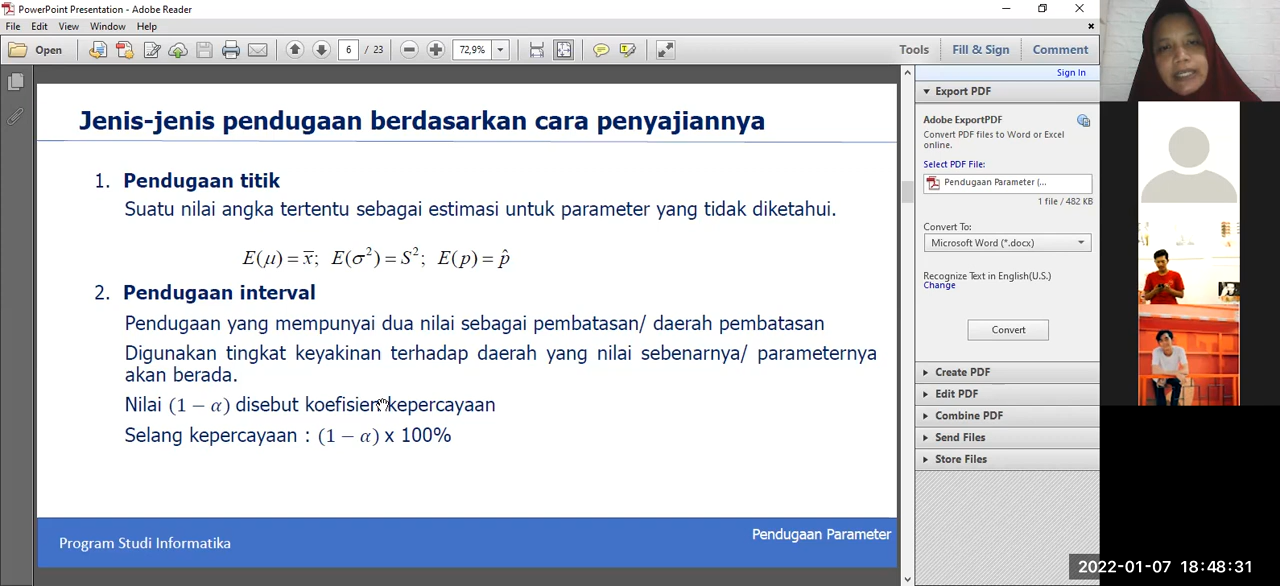 PowerPoint Presentation - Adobe Reader
File Edit View Window Help
Open 6 / 23 72,9% Tools Fill & Sign Comment
Sign In
Jenis-jenis pendugaan berdasarkan cara penyajiannya
1. Pendugaan titik
Suatu nilai angka tertentu sebagai estimasi untuk parameter yang tidak diketahui.
E(μ) = x̅; E(σ²) = S²; E(p) = p̂
2. Pendugaan interval
Pendugaan yang mempunyai dua nilai sebagai pembatasan/ daerah pembatasan
Digunakan tingkat keyakinan terhadap daerah yang nilai sebenarnya/ parameternya
akan berada.
Nilai (1 − α) disebut koefisien kepercayaan
Selang kepercayaan : (1 − α) x 100%
Program Studi Informatika
Pendugaan Parameter
Export PDF
Adobe ExportPDF
Convert PDF files to Word or Excel
online.
Select PDF File:
Pendugaan Parameter (...
1 file / 482 KB
Convert To:
Microsoft Word (*.docx)
Recognize Text in English(U.S.)
Change
Convert
Create PDF
Edit PDF
Combine PDF
Send Files
Store Files
2022-01-07 18:48:31